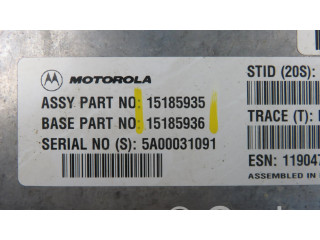 MOTOROLA
ASSY PART NO: 15185935
BASE PART NO: 15185936
SERIAL NO (S): 5A00031091
STID (20S):
TRACE (T):
ESN: 119047
ASSEMBLED IN